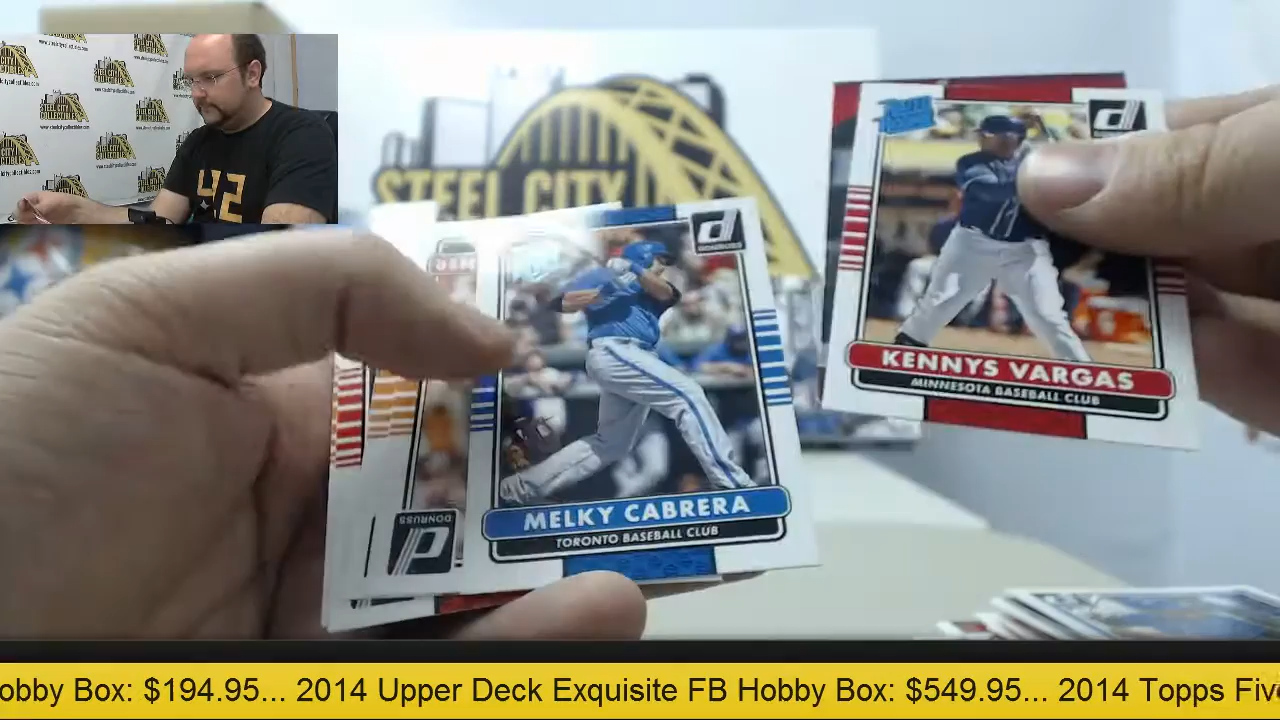 STEEL CITY
42
KENNYS VARGAS
MINNESOTA BASEBALL CLUB
DONRUSS
MELKY CABRERA
TORONTO BASEBALL CLUB
DONRUSS
obby Box: $194.95... 2014 Upper Deck Exquisite FB Hobby Box: $549.95... 2014 Topps Five